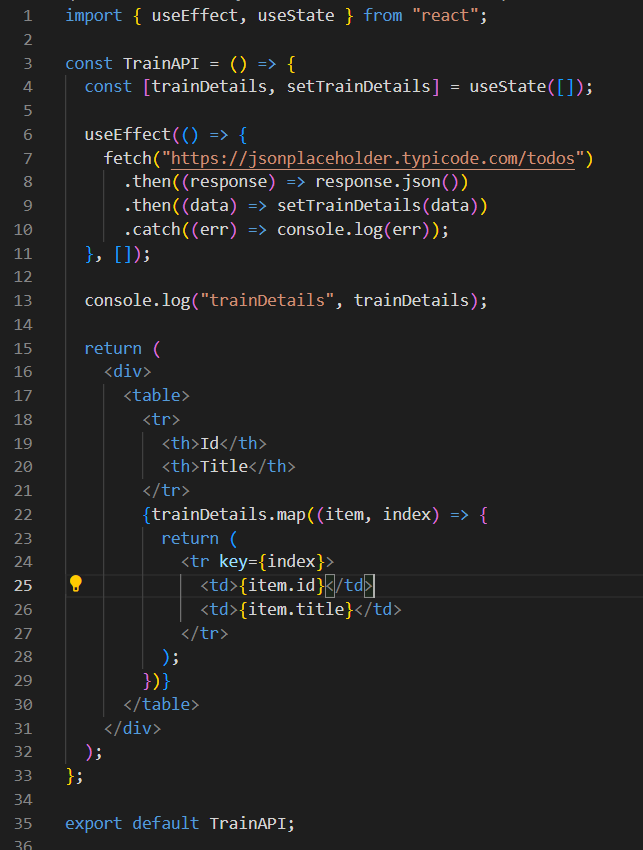 1 import { useEffect, useState } from "react";
2
3 const TrainAPI = () => {
4   const [trainDetails, setTrainDetails] = useState([]);
5
6   useEffect(() => {
7     fetch("https://jsonplaceholder.typicode.com/todos")
8       .then((response) => response.json())
9       .then((data) => setTrainDetails(data))
10       .catch((err) => console.log(err));
11   }, []);
12
13   console.log("trainDetails", trainDetails);
14
15   return (
16     <div>
17       <table>
18         <tr>
19           <th>Id</th>
20           <th>Title</th>
21         </tr>
22         {trainDetails.map((item, index) => {
23           return (
24             <tr key={index}>
25               <td>{item.id}</td>
26               <td>{item.title}</td>
27             </tr>
28           );
29         })}
30       </table>
31     </div>
32   );
33 };
34
35 export default TrainAPI;
36